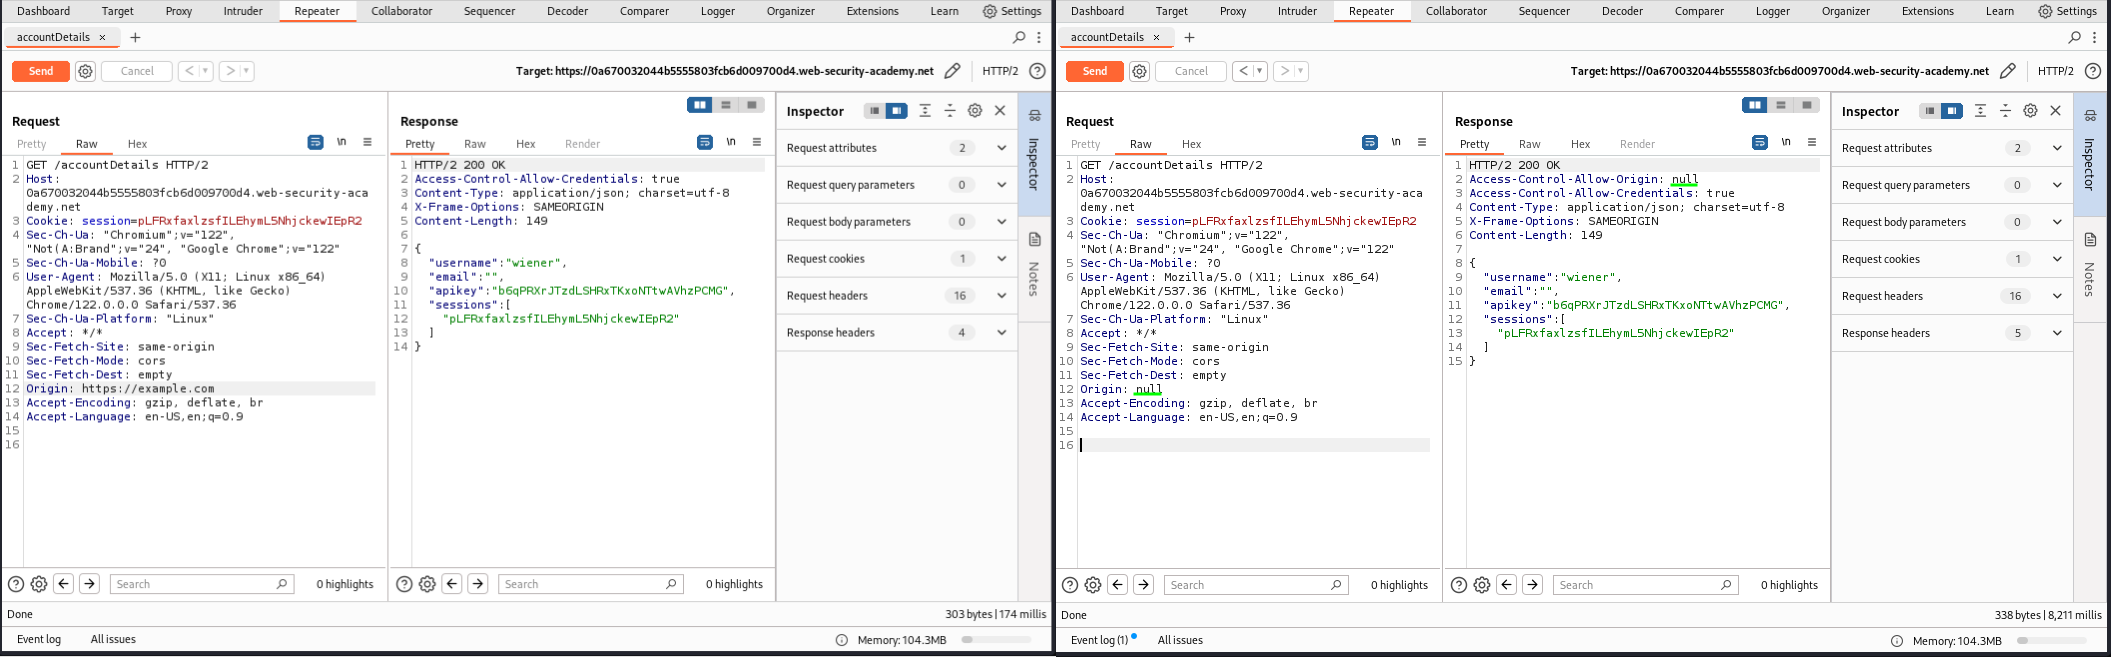 Dashboard Target Proxy Intruder Repeater Collaborator Sequencer Decoder Comparer Logger Organizer Extensions Learn Settings
accountDetails × +
Send Cancel < ▾ > ▾ Target: https://0a670032044b5555803fcb6d009700d4.web-security-academy.net HTTP/2 ?
Request
Pretty Raw Hex \n
1 GET /accountDetails HTTP/2
2 Host:
0a670032044b5555803fcb6d009700d4.web-security-aca
demy.net
3 Cookie: session=pLFRxfaxlzsfILEhymL5NhjckewIEpR2
4 Sec-Ch-Ua: "Chromium";v="122",
"Not(A:Brand";v="24", "Google Chrome";v="122"
5 Sec-Ch-Ua-Mobile: ?0
6 User-Agent: Mozilla/5.0 (X11; Linux x86_64)
AppleWebKit/537.36 (KHTML, like Gecko)
Chrome/122.0.0.0 Safari/537.36
7 Sec-Ch-Ua-Platform: "Linux"
8 Accept: */*
9 Sec-Fetch-Site: same-origin
10 Sec-Fetch-Mode: cors
11 Sec-Fetch-Dest: empty
12 Origin: https://example.com
13 Accept-Encoding: gzip, deflate, br
14 Accept-Language: en-US,en;q=0.9
15
16
? Search 0 highlights
Response
Pretty Raw Hex Render \n
1 HTTP/2 200 OK
2 Access-Control-Allow-Credentials: true
3 Content-Type: application/json; charset=utf-8
4 X-Frame-Options: SAMEORIGIN
5 Content-Length: 149
6
7 {
8 "username":"wiener",
9 "email":"",
10 "apikey":"b6qPRXrJTzdLSHRxTKxoNTtwAVhzPCMG",
11 "sessions":[
12 "pLFRxfaxlzsfILEhymL5NhjckewIEpR2"
13 ]
14 }
? Search 0 highlights
Inspector
Request attributes 2
Request query parameters 0
Request body parameters 0
Request cookies 1
Request headers 16
Response headers 4
Inspector
Notes
Done 303 bytes | 174 millis
Event log All issues Memory: 104.3MB
Dashboard Target Proxy Intruder Repeater Collaborator Sequencer Decoder Comparer Logger Organizer Extensions Learn Settings
accountDetails × +
Send Cancel < ▾ > ▾ Target: https://0a670032044b5555803fcb6d009700d4.web-security-academy.net HTTP/2 ?
Request
Pretty Raw Hex \n
1 GET /accountDetails HTTP/2
2 Host:
0a670032044b5555803fcb6d009700d4.web-security-aca
demy.net
3 Cookie: session=pLFRxfaxlzsfILEhymL5NhjckewIEpR2
4 Sec-Ch-Ua: "Chromium";v="122",
"Not(A:Brand";v="24", "Google Chrome";v="122"
5 Sec-Ch-Ua-Mobile: ?0
6 User-Agent: Mozilla/5.0 (X11; Linux x86_64)
AppleWebKit/537.36 (KHTML, like Gecko)
Chrome/122.0.0.0 Safari/537.36
7 Sec-Ch-Ua-Platform: "Linux"
8 Accept: */*
9 Sec-Fetch-Site: same-origin
10 Sec-Fetch-Mode: cors
11 Sec-Fetch-Dest: empty
12 Origin: null
13 Accept-Encoding: gzip, deflate, br
14 Accept-Language: en-US,en;q=0.9
15
16
? Search 0 highlights
Response
Pretty Raw Hex Render \n
1 HTTP/2 200 OK
2 Access-Control-Allow-Origin: null
3 Access-Control-Allow-Credentials: true
4 Content-Type: application/json; charset=utf-8
5 X-Frame-Options: SAMEORIGIN
6 Content-Length: 149
7
8 {
9 "username":"wiener",
10 "email":"",
11 "apikey":"b6qPRXrJTzdLSHRxTKxoNTtwAVhzPCMG",
12 "sessions":[
13 "pLFRxfaxlzsfILEhymL5NhjckewIEpR2"
14 ]
15 }
? Search 0 highlights
Inspector
Request attributes 2
Request query parameters 0
Request body parameters 0
Request cookies 1
Request headers 16
Response headers 5
Inspector
Notes
Done 338 bytes | 8,211 millis
Event log (1) All issues Memory: 104.3MB